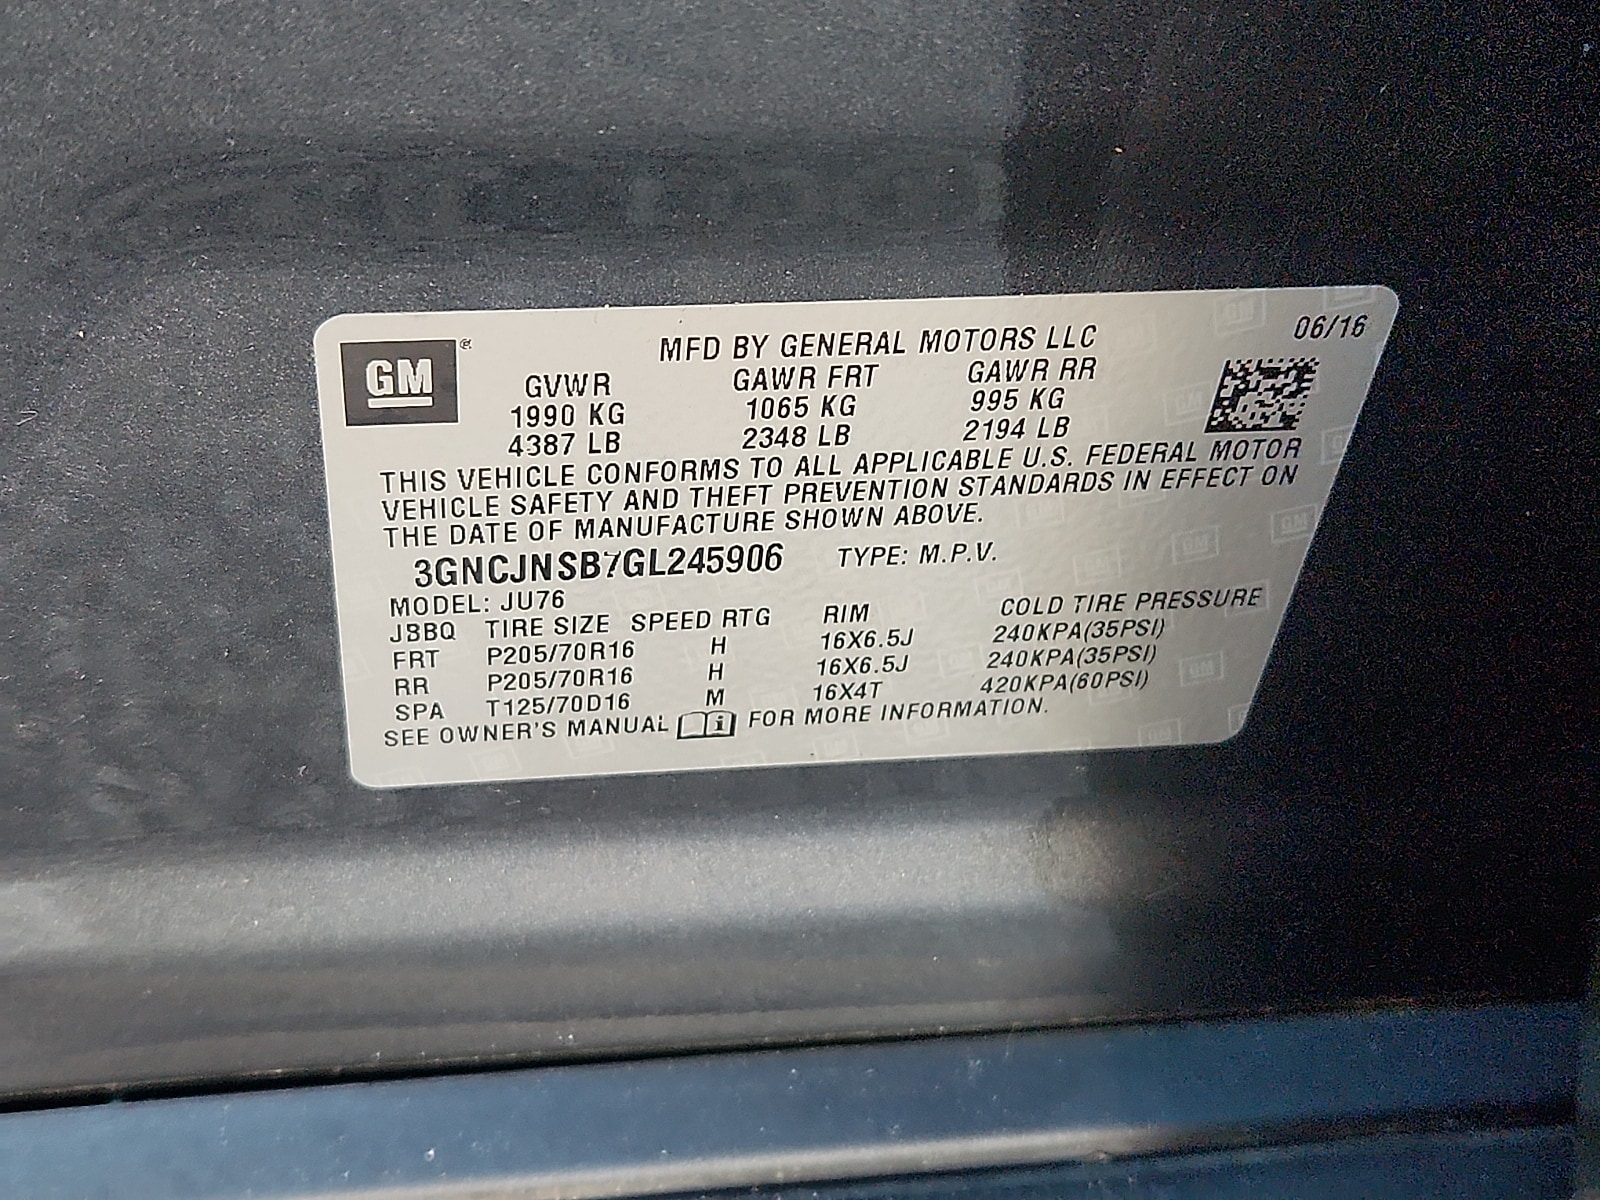 GM ®
MFD BY GENERAL MOTORS LLC 06/16
GVWR GAWR FRT GAWR RR
1990 KG 1065 KG 995 KG
4387 LB 2348 LB 2194 LB
THIS VEHICLE CONFORMS TO ALL APPLICABLE U.S. FEDERAL MOTOR
VEHICLE SAFETY AND THEFT PREVENTION STANDARDS IN EFFECT ON
THE DATE OF MANUFACTURE SHOWN ABOVE.
3GNCJNSB7GL245906 TYPE: M.P.V.
MODEL: JU76
JBBQ TIRE SIZE SPEED RTG RIM COLD TIRE PRESSURE
FRT P205/70R16 H 16X6.5J 240KPA(35PSI)
RR P205/70R16 H 16X6.5J 240KPA(35PSI)
SPA T125/70D16 M 16X4T 420KPA(60PSI)
SEE OWNER'S MANUAL i FOR MORE INFORMATION.